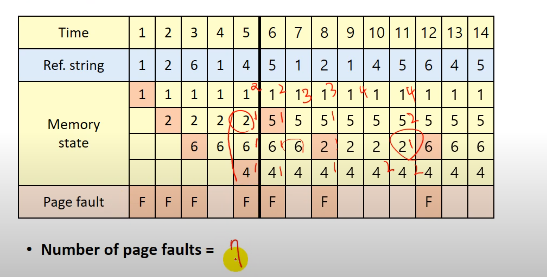 Time 1 2 3 4 5 6 7 8 9 10 11 12 13 14
Ref. string 1 2 6 1 4 5 1 2 1 4 5 6 4 5
1 1 1 1 1 2 1 2 1 3 1 3 1 4 1 1 4 1 1 1
Memory state 2 2 2 2 1 5 1 5 5 1 5 5 5 2 5 5 5
6 6 6 1 6 1 6 1 2 2 2 2 1 6 6 6
4 1 4 1 4 4 1 4 4 2 4 2 4 4 4
Page fault F F F F F F F
• Number of page faults = 7